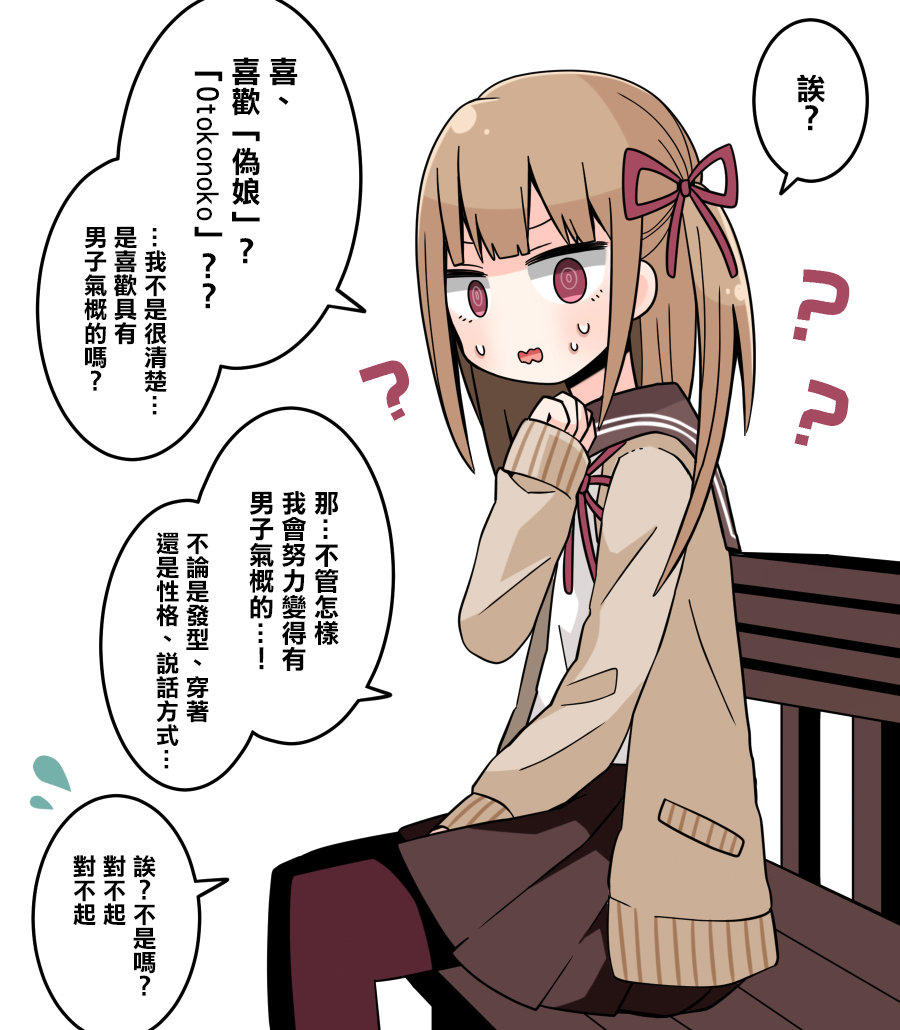 誒?
喜、
喜歡「偽娘」?
「Otokonoko」??
…我不是很清楚…
是喜歡具有
男子氣概的嗎?
那…不管怎樣
我會努力變得有
男子氣概的…!
不論是發型、穿著
還是性格、說話方式…
誒?不是嗎?
對不起
對不起
?
?
?